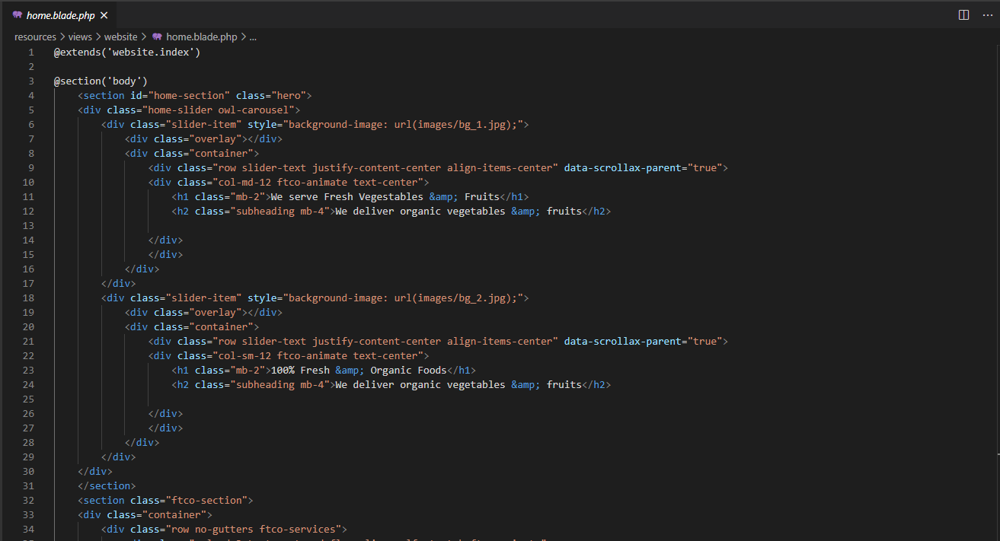 home.blade.php
resources > views > website > home.blade.php > ...
1 @extends('website.index')
2
3 @section('body')
4 <section id="home-section" class="hero">
5 <div class="home-slider owl-carousel">
6 <div class="slider-item" style="background-image: url(images/bg_1.jpg);">
7 <div class="overlay"></div>
8 <div class="container">
9 <div class="row slider-text justify-content-center align-items-center" data-scrollax-parent="true">
10 <div class="col-md-12 ftco-animate text-center">
11 <h1 class="mb-2">We serve Fresh Vegestables &amp; Fruits</h1>
12 <h2 class="subheading mb-4">We deliver organic vegetables &amp; fruits</h2>
13
14 </div>
15 </div>
16 </div>
17 </div>
18 <div class="slider-item" style="background-image: url(images/bg_2.jpg);">
19 <div class="overlay"></div>
20 <div class="container">
21 <div class="row slider-text justify-content-center align-items-center" data-scrollax-parent="true">
22 <div class="col-sm-12 ftco-animate text-center">
23 <h1 class="mb-2">100% Fresh &amp; Organic Foods</h1>
24 <h2 class="subheading mb-4">We deliver organic vegetables &amp; fruits</h2>
25
26 </div>
27 </div>
28 </div>
29 </div>
30 </div>
31 </section>
32 <section class="ftco-section">
33 <div class="container">
34 <div class="row no-gutters ftco-services">